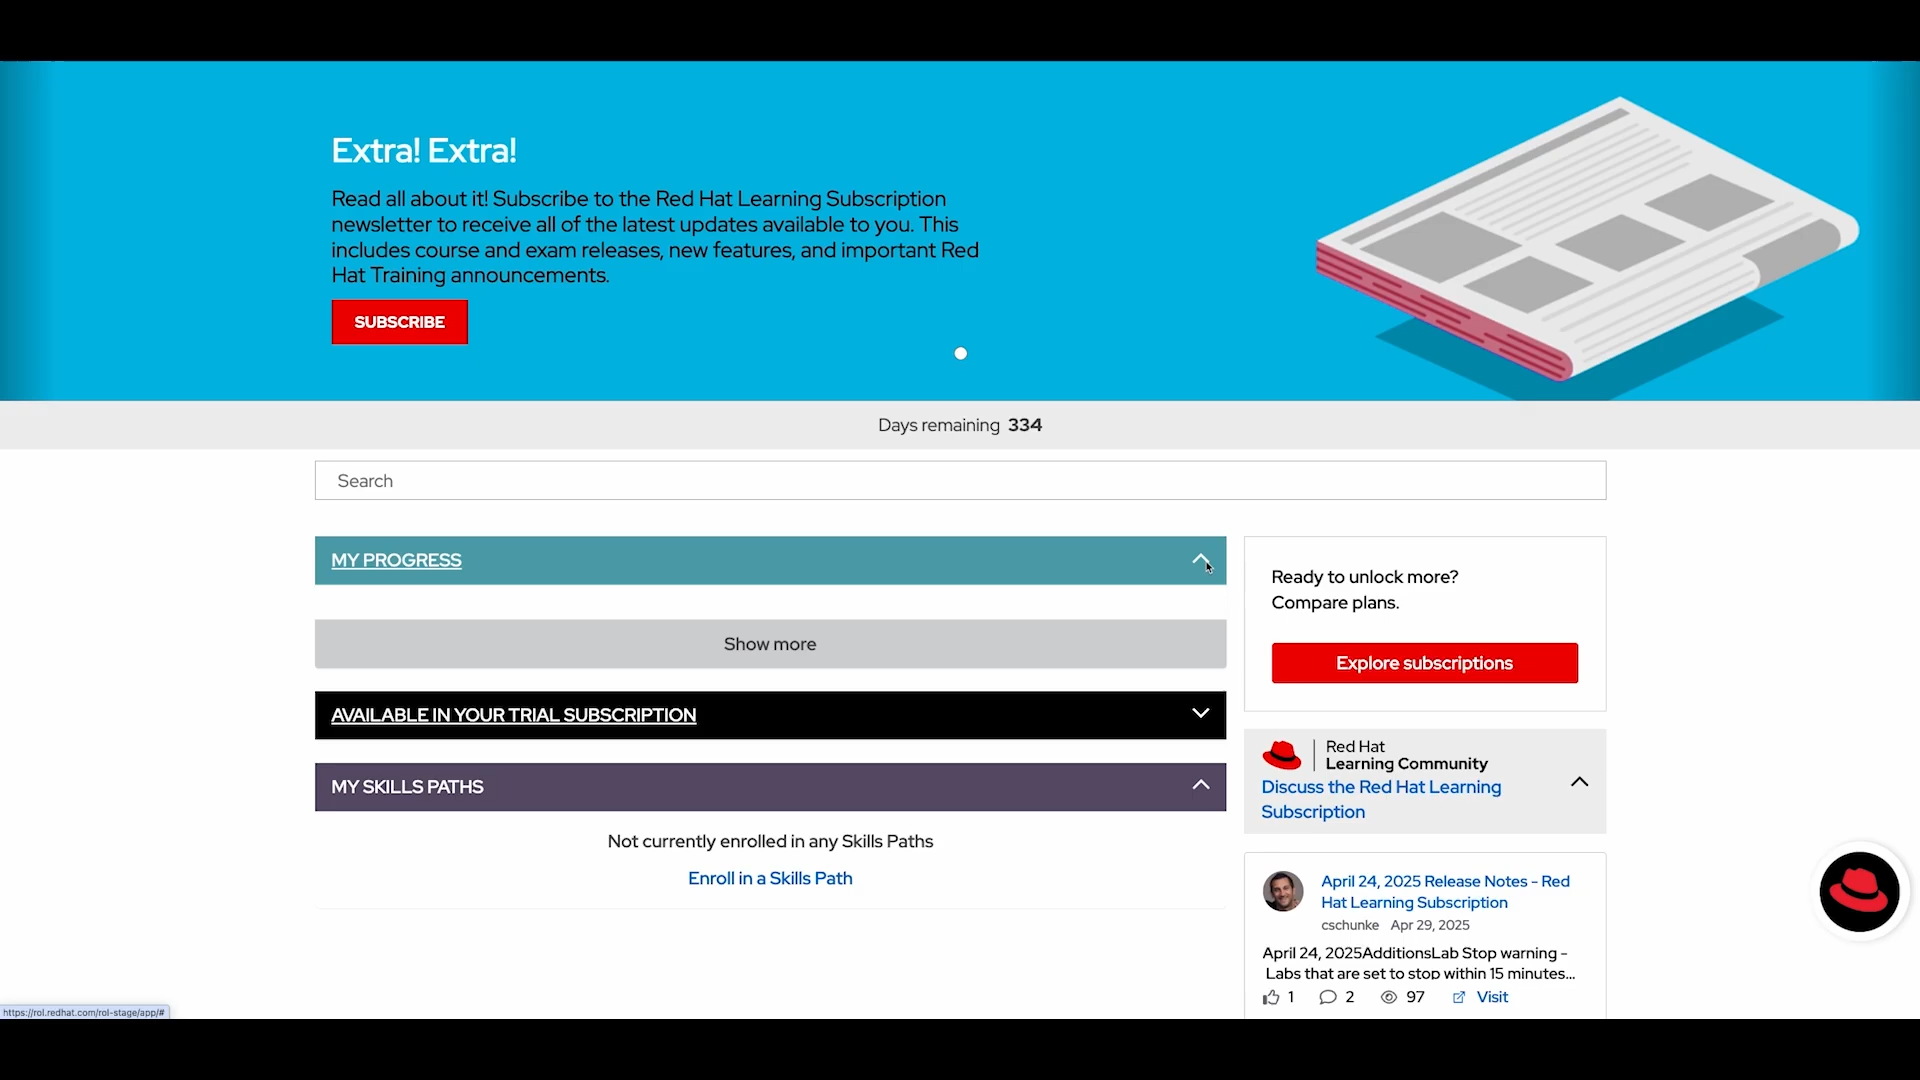 Extra! Extra!
Read all about it! Subscribe to the Red Hat Learning Subscription
newsletter to receive all of the latest updates available to you. This
includes course and exam releases, new features, and important Red
Hat Training announcements.
SUBSCRIBE
Days remaining 334
Search
MY PROGRESS
Show more
AVAILABLE IN YOUR TRIAL SUBSCRIPTION
MY SKILLS PATHS
Not currently enrolled in any Skills Paths
Enroll in a Skills Path
Ready to unlock more?
Compare plans.
Explore subscriptions
Red Hat
Learning Community
Discuss the Red Hat Learning
Subscription
April 24, 2025 Release Notes - Red
Hat Learning Subscription
cschunke Apr 29, 2025
April 24, 2025AdditionsLab Stop warning -
Labs that are set to stop within 15 minutes...
1 2 97 Visit
https://rol.redhat.com/rol-stage/app/#